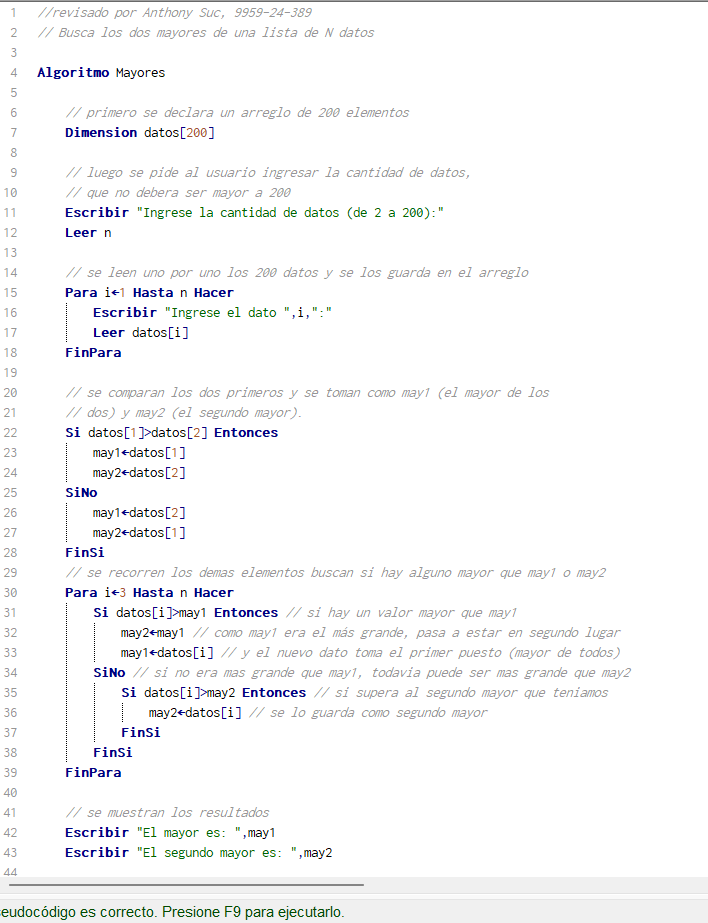 1 //revisado por Anthony Suc, 9959-24-389
2 // Busca los dos mayores de una lista de N datos
3
4 Algoritmo Mayores
5
6 // primero se declara un arreglo de 200 elementos
7 Dimension datos[200]
8
9 // luego se pide al usuario ingresar la cantidad de datos,
10 // que no debera ser mayor a 200
11 Escribir "Ingrese la cantidad de datos (de 2 a 200):"
12 Leer n
13
14 // se leen uno por uno los 200 datos y se los guarda en el arreglo
15 Para i←1 Hasta n Hacer
16 Escribir "Ingrese el dato ",i,":"
17 Leer datos[i]
18 FinPara
19
20 // se comparan los dos primeros y se toman como may1 (el mayor de los
21 // dos) y may2 (el segundo mayor).
22 Si datos[1]>datos[2] Entonces
23 may1←datos[1]
24 may2←datos[2]
25 SiNo
26 may1←datos[2]
27 may2←datos[1]
28 FinSi
29 // se recorren los demas elementos buscan si hay alguno mayor que may1 o may2
30 Para i←3 Hasta n Hacer
31 Si datos[i]>may1 Entonces // si hay un valor mayor que may1
32 may2←may1 // como may1 era el más grande, pasa a estar en segundo lugar
33 may1←datos[i] // y el nuevo dato toma el primer puesto (mayor de todos)
34 SiNo // si no era mas grande que may1, todavía puede ser mas grande que may2
35 Si datos[i]>may2 Entonces // si supera al segundo mayor que teniamos
36 may2←datos[i] // se lo guarda como segundo mayor
37 FinSi
38 FinSi
39 FinPara
40
41 // se muestran los resultados
42 Escribir "El mayor es: ",may1
43 Escribir "El segundo mayor es: ",may2
44
eudocódigo es correcto. Presione F9 para ejecutarlo.